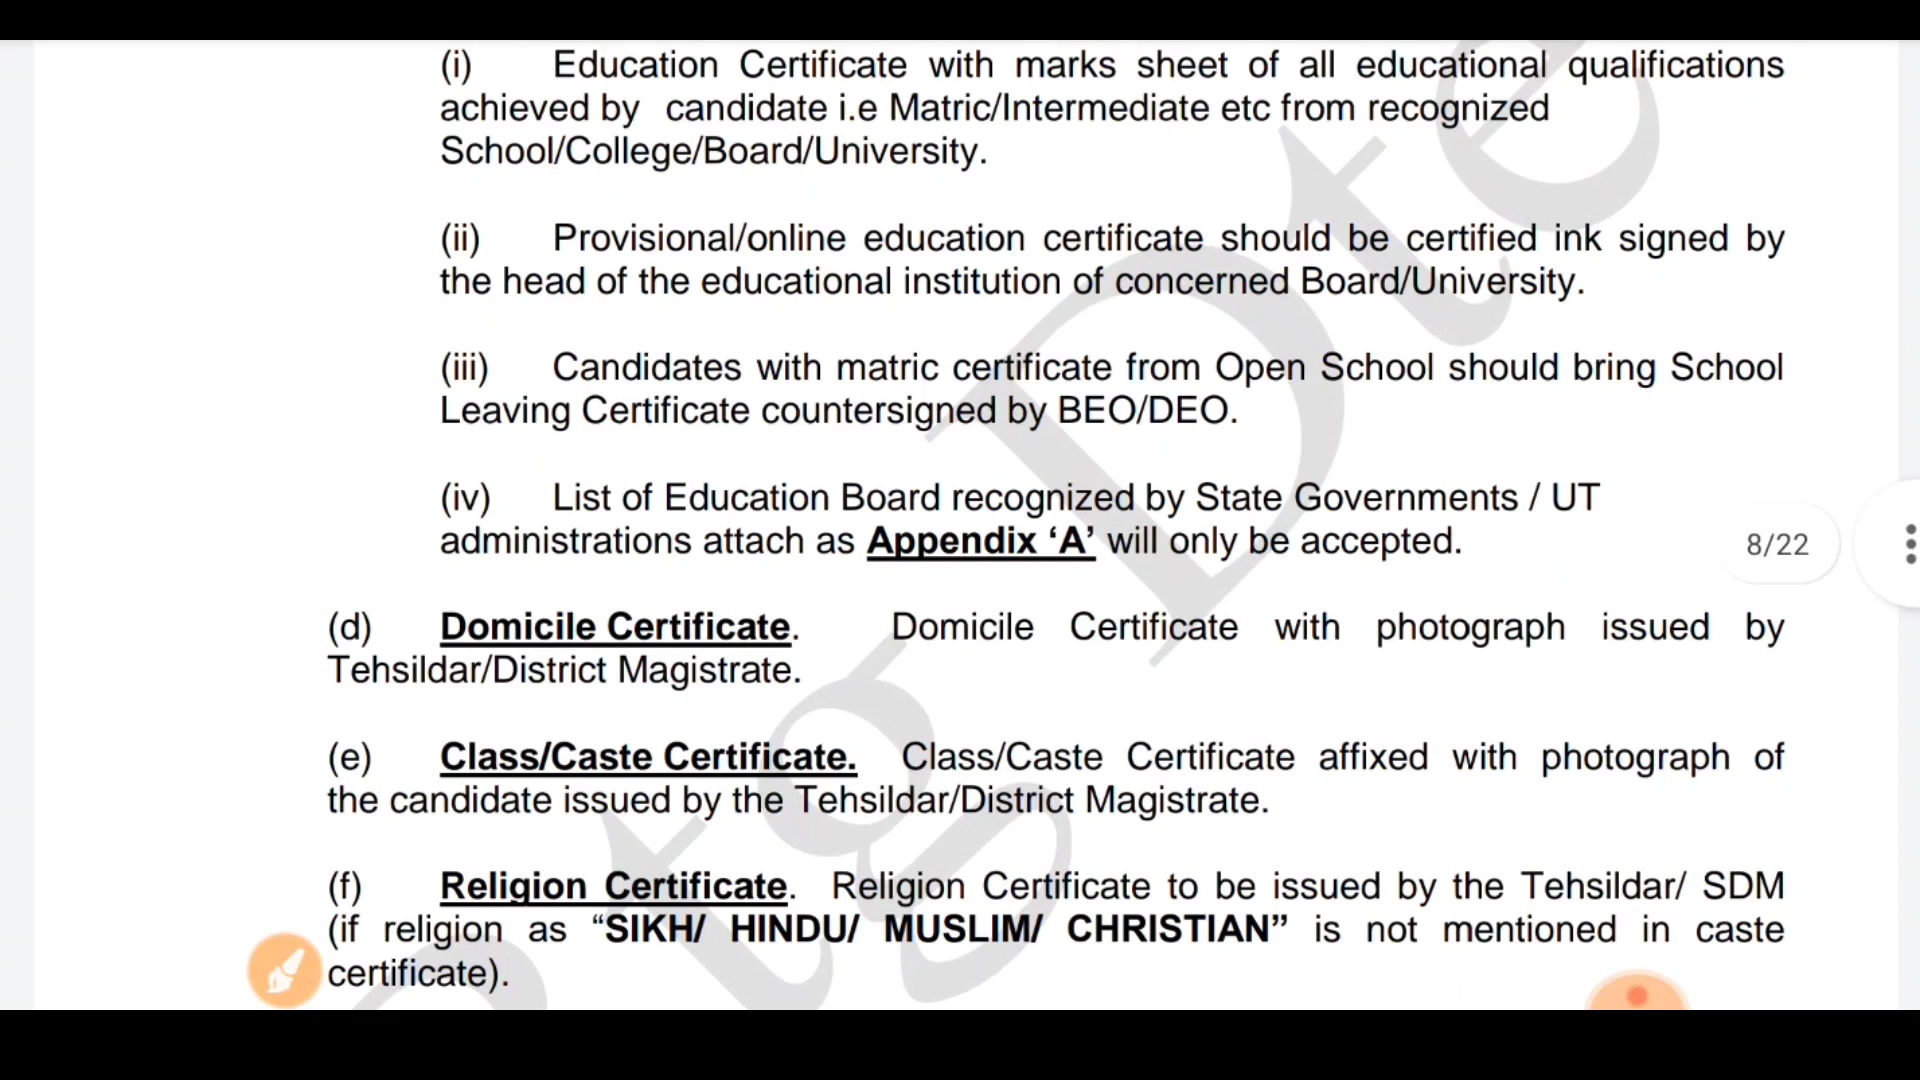 (i) Education Certificate with marks sheet of all educational qualifications
achieved by candidate i.e Matric/Intermediate etc from recognized
School/College/Board/University.
(ii) Provisional/online education certificate should be certified ink signed by
the head of the educational institution of concerned Board/University.
(iii) Candidates with matric certificate from Open School should bring School
Leaving Certificate countersigned by BEO/DEO.
(iv) List of Education Board recognized by State Governments / UT
administrations attach as Appendix ‘A’ will only be accepted.
8/22
(d) Domicile Certificate. Domicile Certificate with photograph issued by
Tehsildar/District Magistrate.
(e) Class/Caste Certificate. Class/Caste Certificate affixed with photograph of
the candidate issued by the Tehsildar/District Magistrate.
(f) Religion Certificate. Religion Certificate to be issued by the Tehsildar/ SDM
(if religion as “SIKH/ HINDU/ MUSLIM/ CHRISTIAN” is not mentioned in caste
certificate).